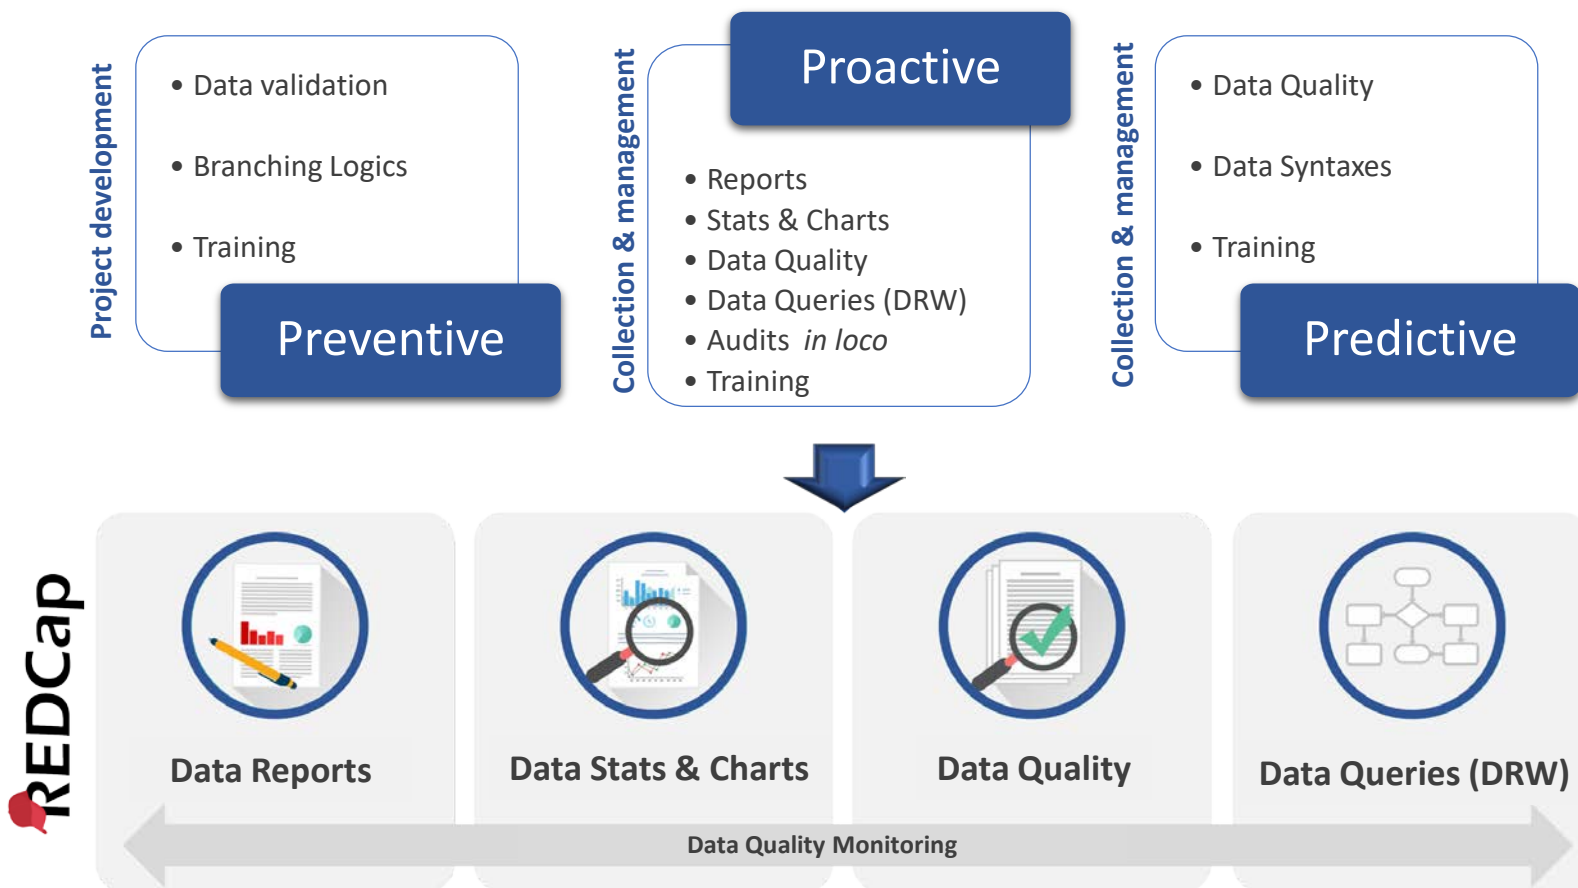 Project development
• Data validation
• Branching Logics
• Training
Preventive
Collection & management
Proactive
• Reports
• Stats & Charts
• Data Quality
• Data Queries (DRW)
• Audits in loco
• Training
Collection & management
• Data Quality
• Data Syntaxes
• Training
Predictive
REDCap
Data Reports
Data Stats & Charts
Data Quality
Data Queries (DRW)
Data Quality Monitoring